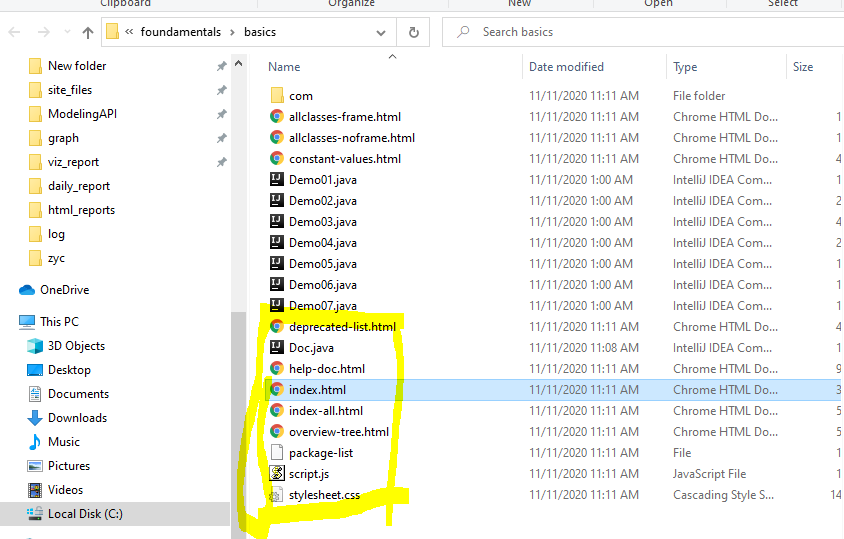 Clipboard Organize New Open Select
« foundamentals > basics Search basics
Name Date modified Type Size
New folder
site_files
ModelingAPI
graph
viz_report
daily_report
html_reports
log
zyc
OneDrive
This PC
3D Objects
Desktop
Documents
Downloads
Music
Pictures
Videos
Local Disk (C:)
com 11/11/2020 11:11 AM File folder
allclasses-frame.html 11/11/2020 11:11 AM Chrome HTML Do... 1
allclasses-noframe.html 11/11/2020 11:11 AM Chrome HTML Do... 1
constant-values.html 11/11/2020 11:11 AM Chrome HTML Do... 4
Demo01.java 11/11/2020 1:00 AM IntelliJ IDEA Com... 1
Demo02.java 11/11/2020 1:00 AM IntelliJ IDEA Com... 2
Demo03.java 11/11/2020 1:00 AM IntelliJ IDEA Com... 4
Demo04.java 11/11/2020 1:00 AM IntelliJ IDEA Com... 2
Demo05.java 11/11/2020 1:00 AM IntelliJ IDEA Com... 1
Demo06.java 11/11/2020 1:00 AM IntelliJ IDEA Com... 1
Demo07.java 11/11/2020 1:00 AM IntelliJ IDEA Com... 1
deprecated-list.html 11/11/2020 11:11 AM Chrome HTML Do... 4
Doc.java 11/11/2020 11:08 AM IntelliJ IDEA Com... 1
help-doc.html 11/11/2020 11:11 AM Chrome HTML Do... 9
index.html 11/11/2020 11:11 AM Chrome HTML Do... 3
index-all.html 11/11/2020 11:11 AM Chrome HTML Do... 5
overview-tree.html 11/11/2020 11:11 AM Chrome HTML Do... 5
package-list 11/11/2020 11:11 AM File 1
script.js 11/11/2020 11:11 AM JavaScript File 1
stylesheet.css 11/11/2020 11:11 AM Cascading Style S... 14